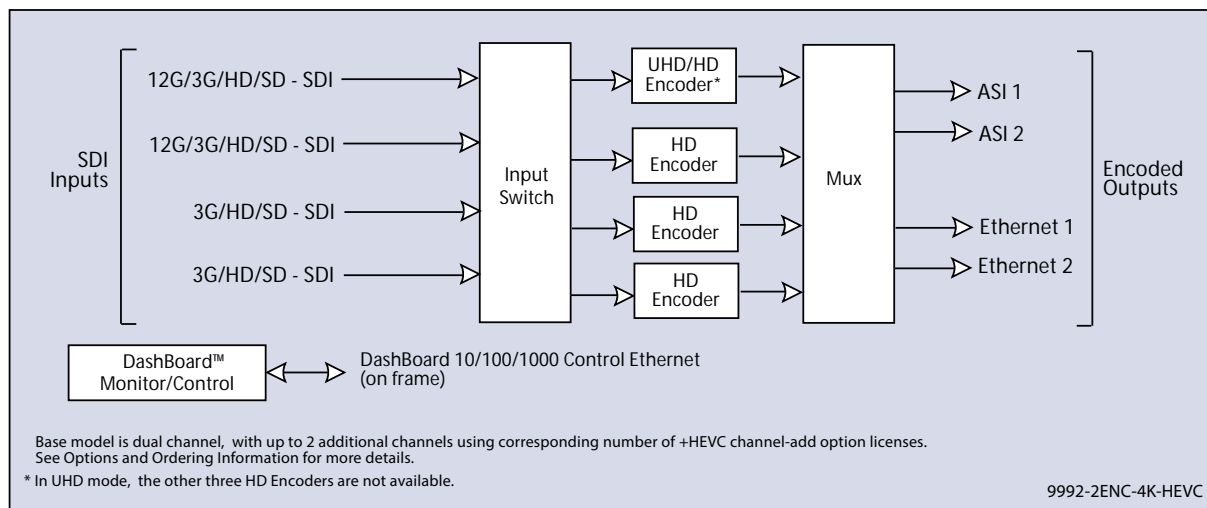 12G/3G/HD/SD - SDI
12G/3G/HD/SD - SDI
SDI
Inputs
3G/HD/SD - SDI
3G/HD/SD - SDI
Input
Switch
UHD/HD
Encoder*
HD
Encoder
HD
Encoder
HD
Encoder
Mux
ASI 1
ASI 2
Ethernet 1
Ethernet 2
Encoded
Outputs
DashBoard™
Monitor/Control
DashBoard 10/100/1000 Control Ethernet
(on frame)
Base model is dual channel, with up to 2 additional channels using corresponding number of +HEVC channel-add option licenses.
See Options and Ordering Information for more details.
* In UHD mode, the other three HD Encoders are not available.
9992-2ENC-4K-HEVC